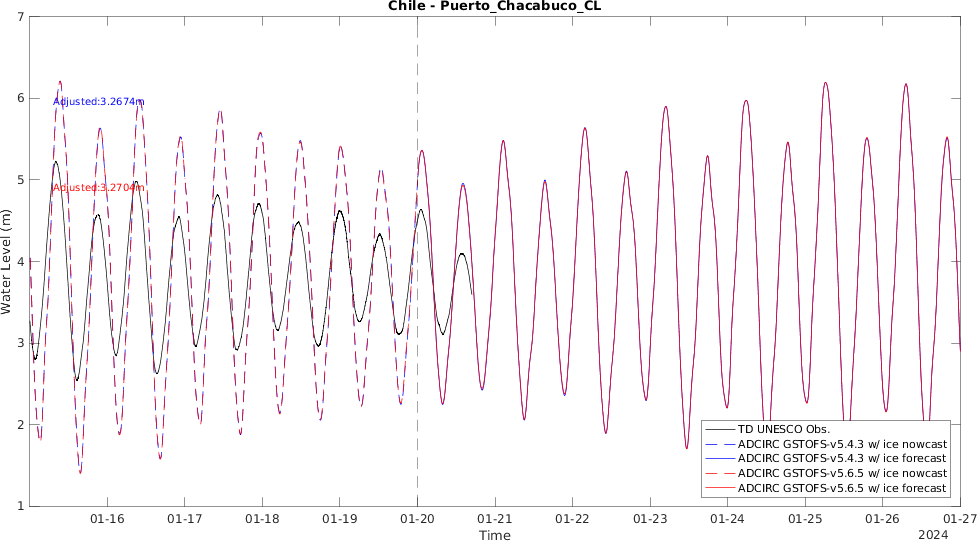 Chile - Puerto_Chacabuco_CL
7
6
5
4
3
2
1
Water Level (m)
Adjusted:3.2674m
Adjusted:3.2704m
TD UNESCO Obs.
ADCIRC GSTOFS-v5.4.3 w/ ice nowcast
ADCIRC GSTOFS-v5.4.3 w/ ice forecast
ADCIRC GSTOFS-v5.6.5 w/ ice nowcast
ADCIRC GSTOFS-v5.6.5 w/ ice forecast
01-16 01-17 01-18 01-19 01-20 01-21 01-22 01-23 01-24 01-25 01-26 01-27
Time
2024